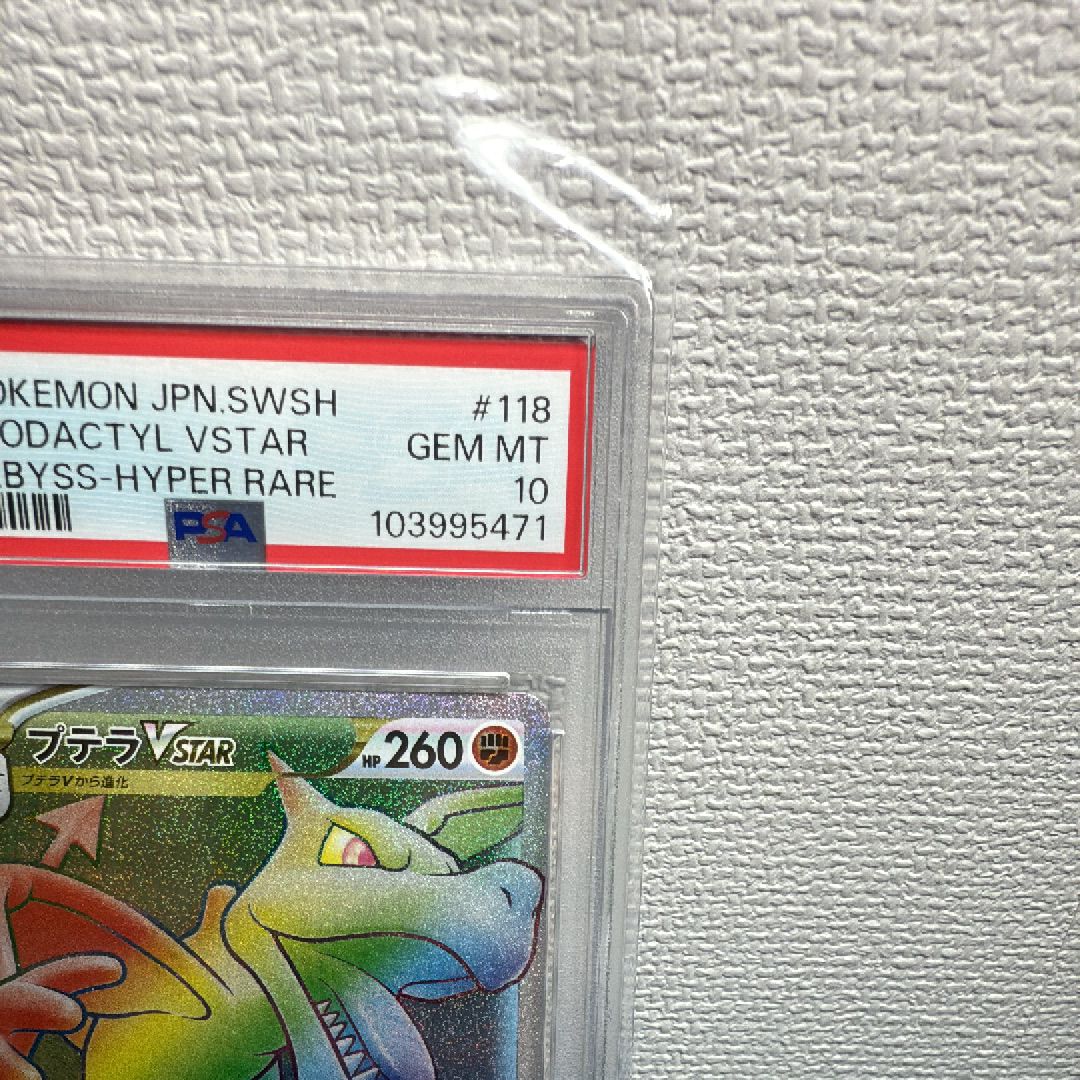 OKEMON JPN.SWSH
#118
ODACTYL VSTAR
GEM MT
BYSS-HYPER RARE
10
PSA
103995471
プテラVSTAR
HP 260
プテラVから進化